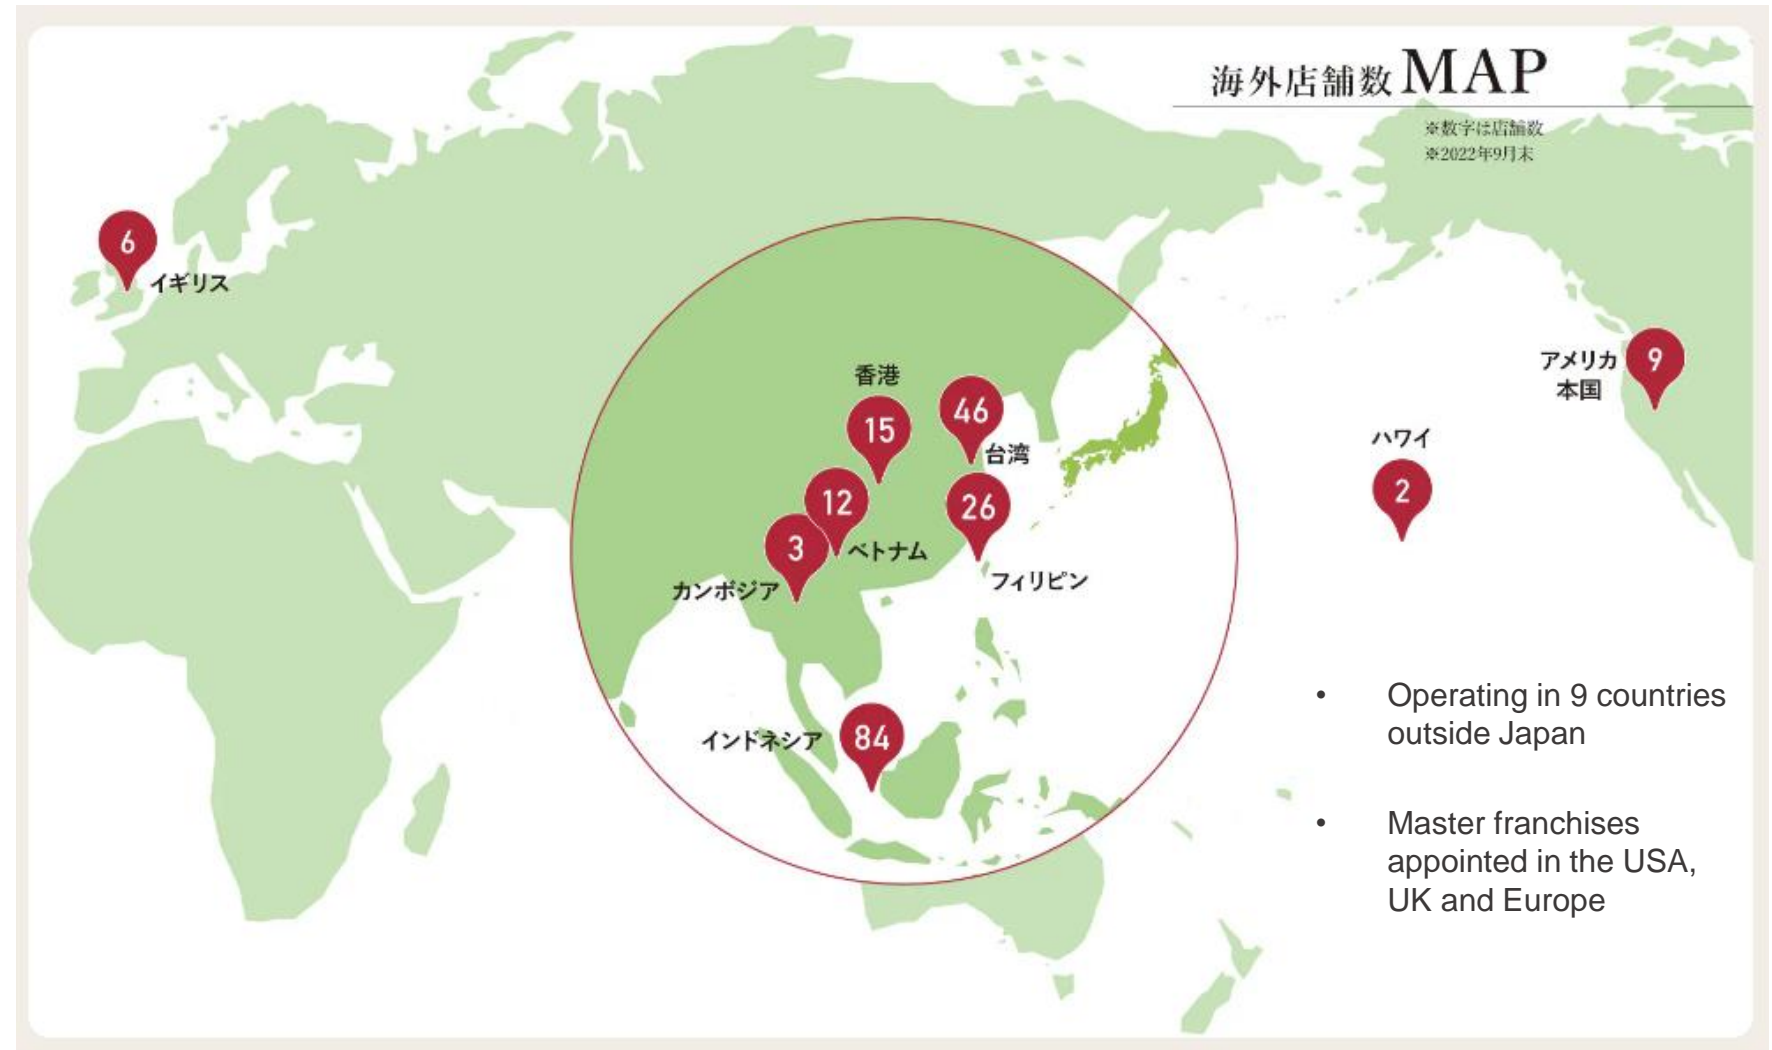 海外店舗数 MAP
※数字は店舗数
※2022年9月末
6
イギリス
香港
15
46
台湾
12
ベトナム
26
フィリピン
3
カンボジア
インドネシア 84
アメリカ
本国
9
ハワイ
2
• Operating in 9 countries
outside Japan
• Master franchises
appointed in the USA,
UK and Europe